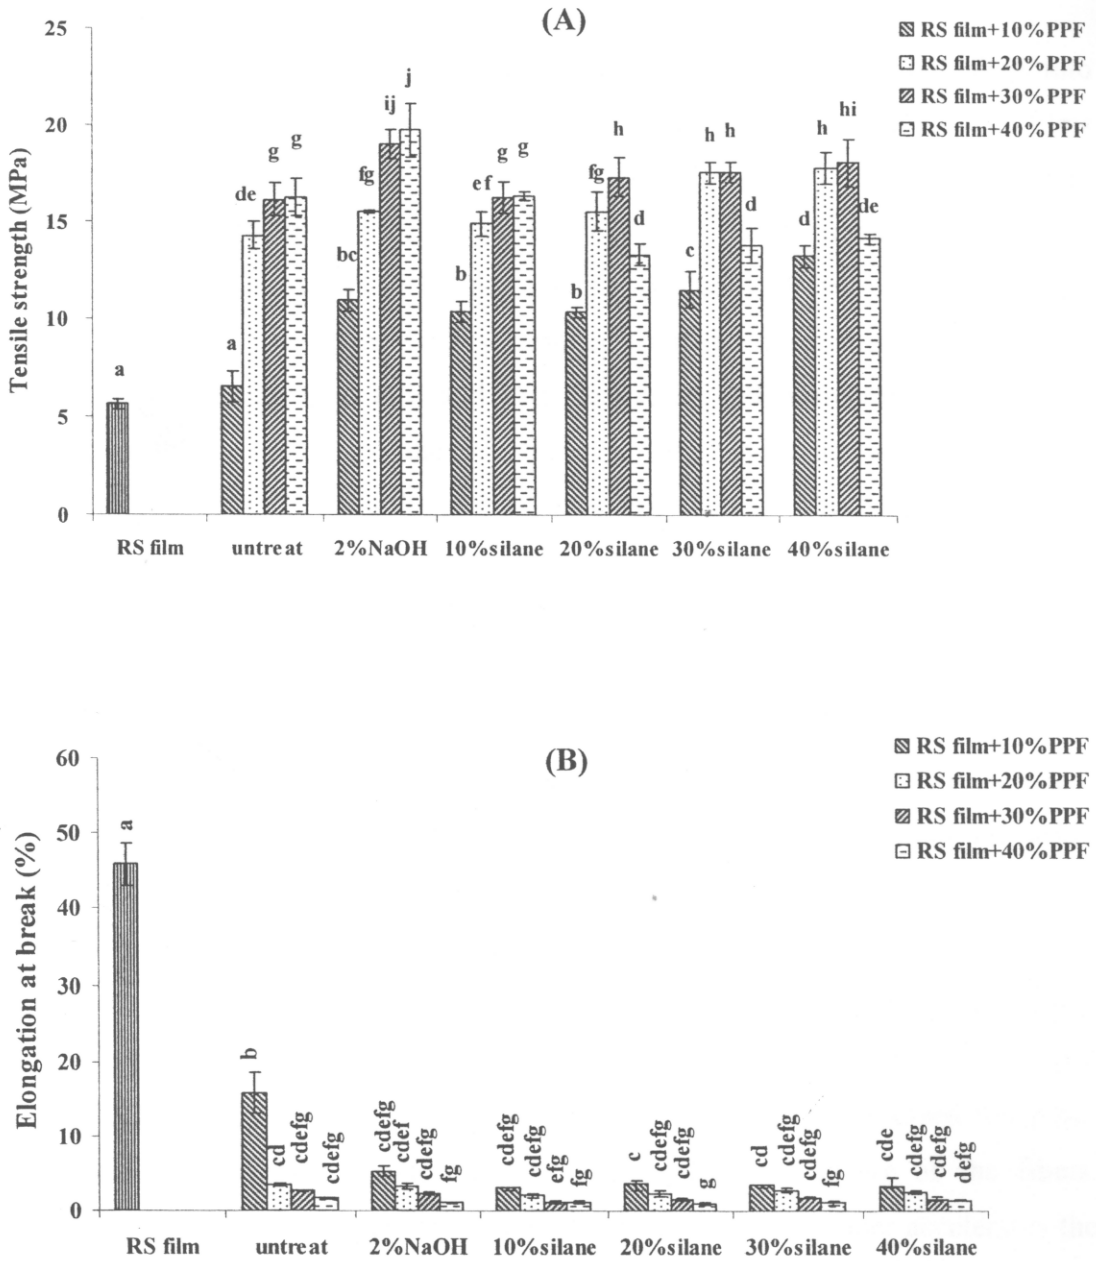 (A)
RS film+10%PPF
RS film+20%PPF
RS film+30%PPF
RS film+40%PPF
Tensile strength (MPa)
25
20
15
10
5
0
a
a
de
g
g
bc
fg
ij
j
b
ef
g
g
b
fg
h
d
c
h
h
d
d
h
hi
de
RS film
untreat
2%NaOH
10%silane
20%silane
30%silane
40%silane
(B)
RS film+10%PPF
RS film+20%PPF
RS film+30%PPF
RS film+40%PPF
Elongation at break (%)
60
50
40
30
20
10
0
a
b
cd
cdefg
cdefg
cdefg
cdef
cdefg
fg
cdefg
cdefg
efg
fg
c
cdefg
cdefg
g
cd
cdefg
cdefg
fg
cde
cdefg
cdefg
defg
RS film
untreat
2%NaOH
10%silane
20%silane
30%silane
40%silane